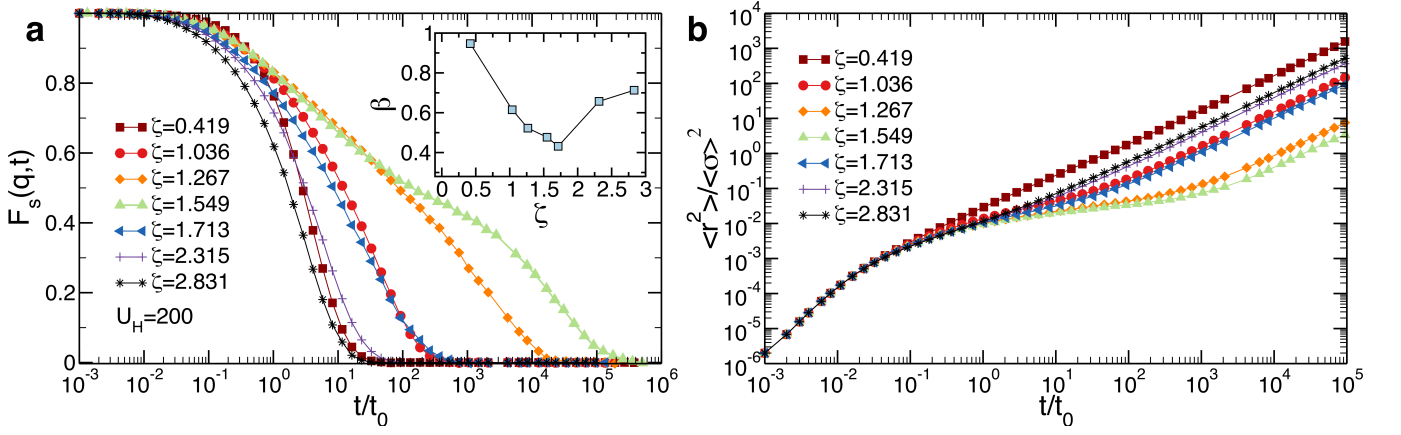 a
F_s(q,t)
1
0.8
0.6
0.4
0.2
0
ζ=0.419
ζ=1.036
ζ=1.267
ζ=1.549
ζ=1.713
ζ=2.315
ζ=2.831
U_H=200
10^-3 10^-2 10^-1 10^0 10^1 10^2 10^3 10^4 10^5 10^6
t/t_0
β
1
0.8
0.6
0.4
0 0.5 1 1.5 2 2.5 3
ζ
b
<r^2>/<σ>^2
10^4
10^3
10^2
10^1
10^0
10^-1
10^-2
10^-3
10^-4
10^-5
10^-6
ζ=0.419
ζ=1.036
ζ=1.267
ζ=1.549
ζ=1.713
ζ=2.315
ζ=2.831
10^-3 10^-2 10^-1 10^0 10^1 10^2 10^3 10^4 10^5
t/t_0